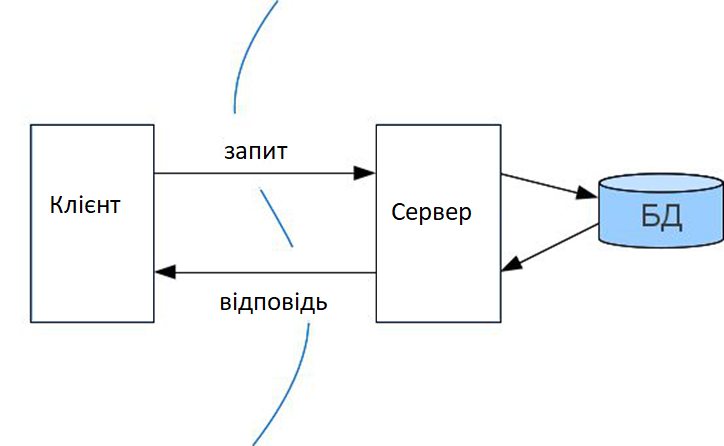 запит
Клієнт
Сервер
БД
відповідь